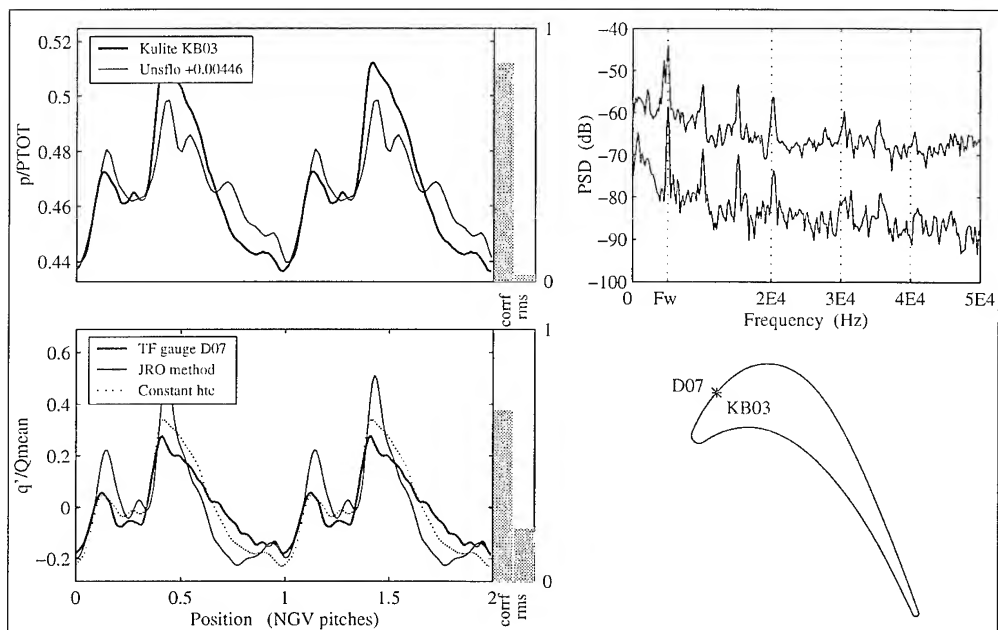 0.52
0.5
0.48
0.46
0.44
p/PTOT
Kulite KB03
Unsflo +0.00446
1
0
corrf
rms
-40
-50
-60
-70
-80
-90
-100
PSD (dB)
0 Fw 2E4 3E4 4E4 5E4
Frequency (Hz)
0.6
0.4
0.2
0
-0.2
q'/Qmean
TF gauge D07
JRO method
Constant htc
1
0
corrf
rms
0 0.5 1 1.5 2
Position (NGV pitches)
D07
KB03